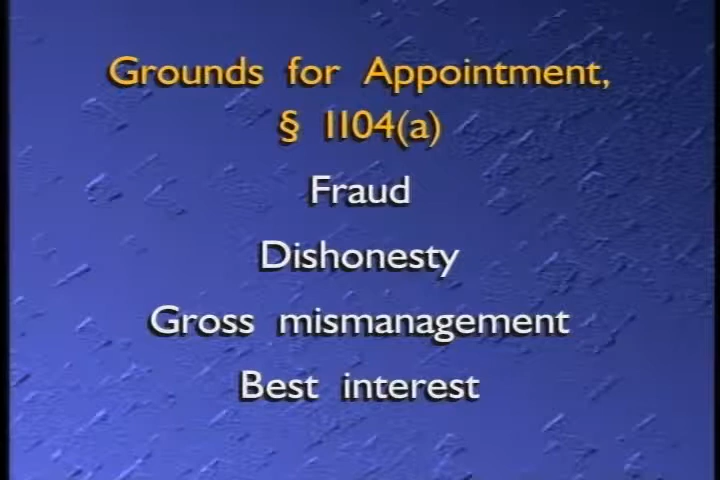 Grounds for Appointment,
§ 1104(a)
Fraud
Dishonesty
Gross mismanagement
Best interest